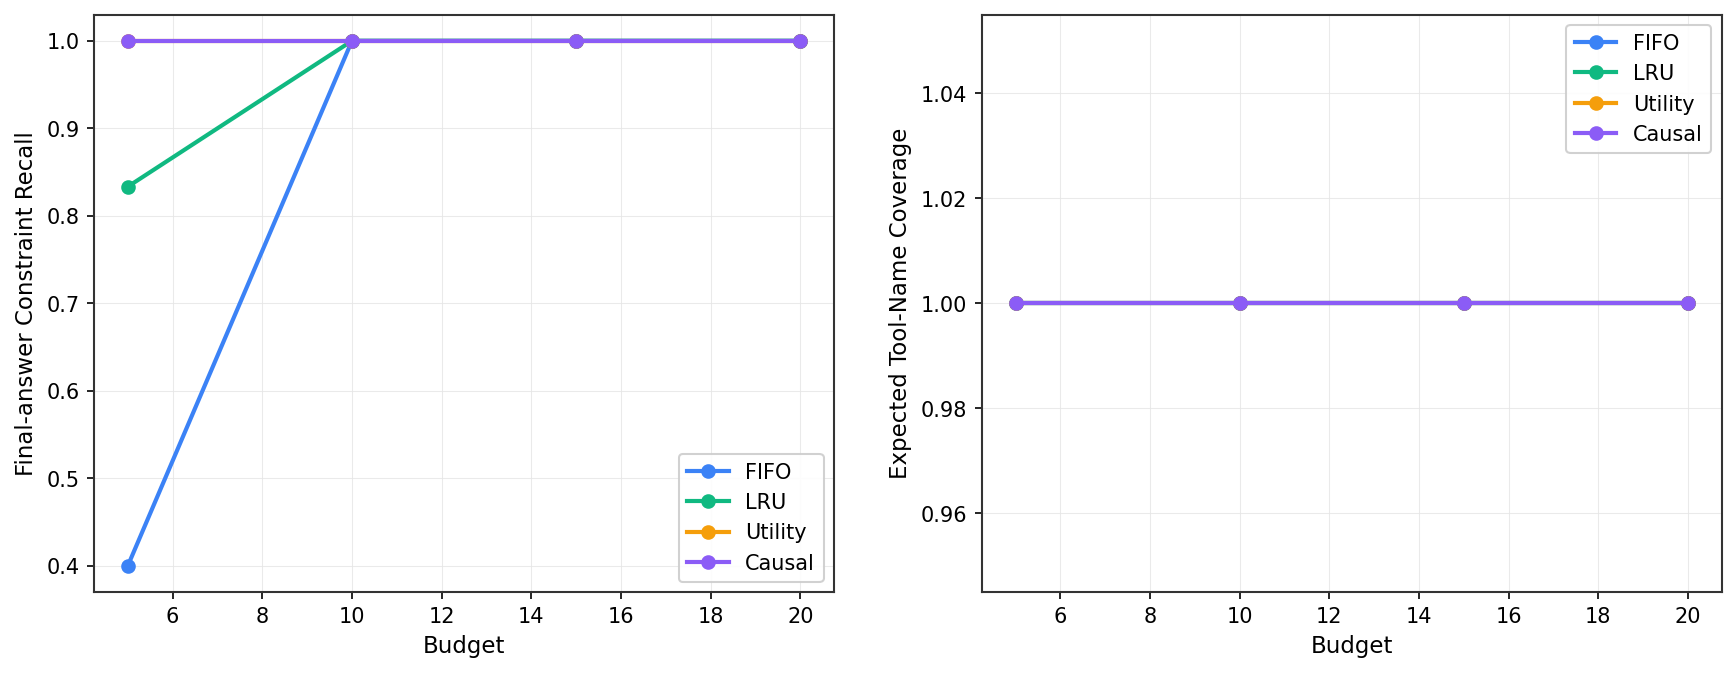 Final-answer Constraint Recall
1.0
0.9
0.8
0.7
0.6
0.5
0.4
6 8 10 12 14 16 18 20
Budget
FIFO
LRU
Utility
Causal
Expected Tool-Name Coverage
1.04
1.02
1.00
0.98
0.96
6 8 10 12 14 16 18 20
Budget
FIFO
LRU
Utility
Causal